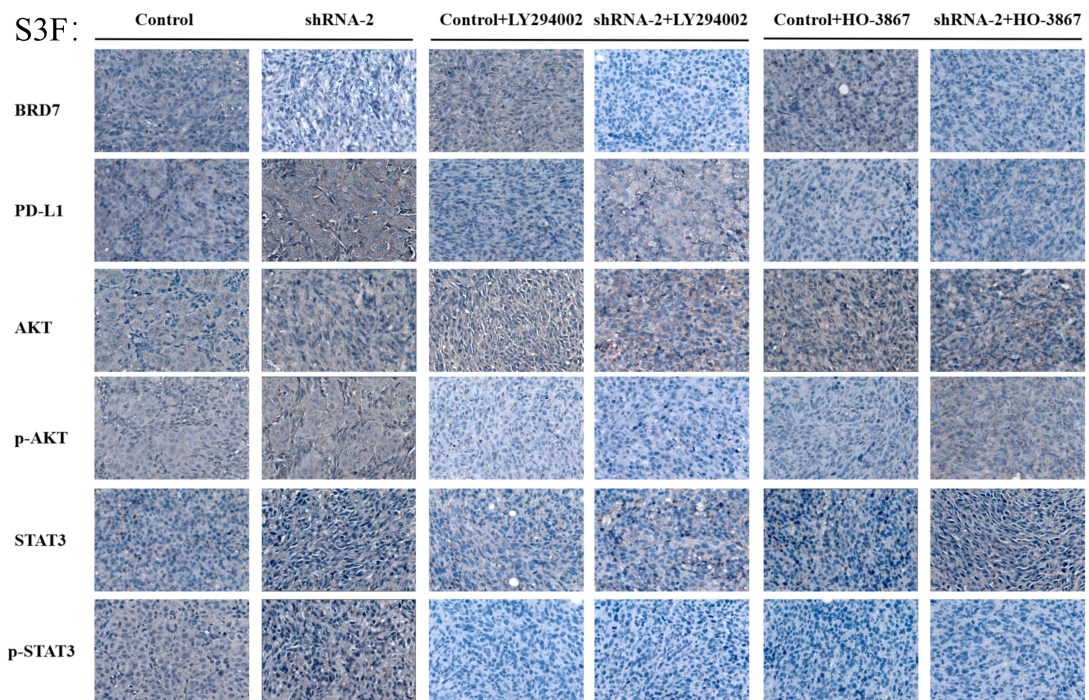 S3F:
Control shRNA-2 Control+LY294002 shRNA-2+LY294002 Control+HO-3867 shRNA-2+HO-3867
BRD7
PD-L1
AKT
p-AKT
STAT3
p-STAT3